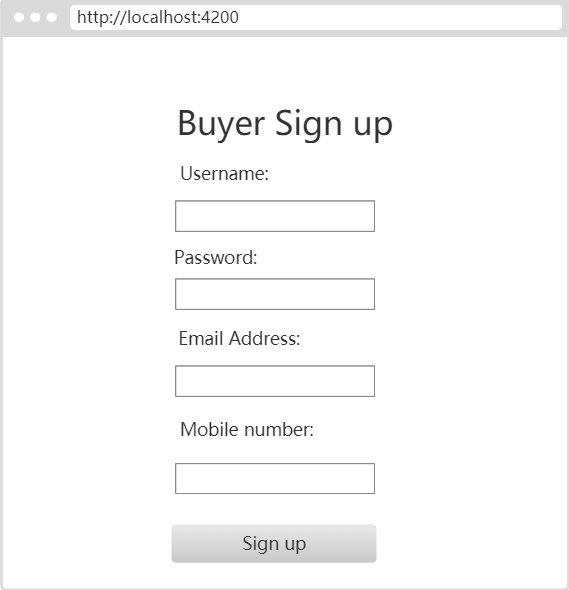 http://localhost:4200
Buyer Sign up
Username:
Password:
Email Address:
Mobile number:
Sign up